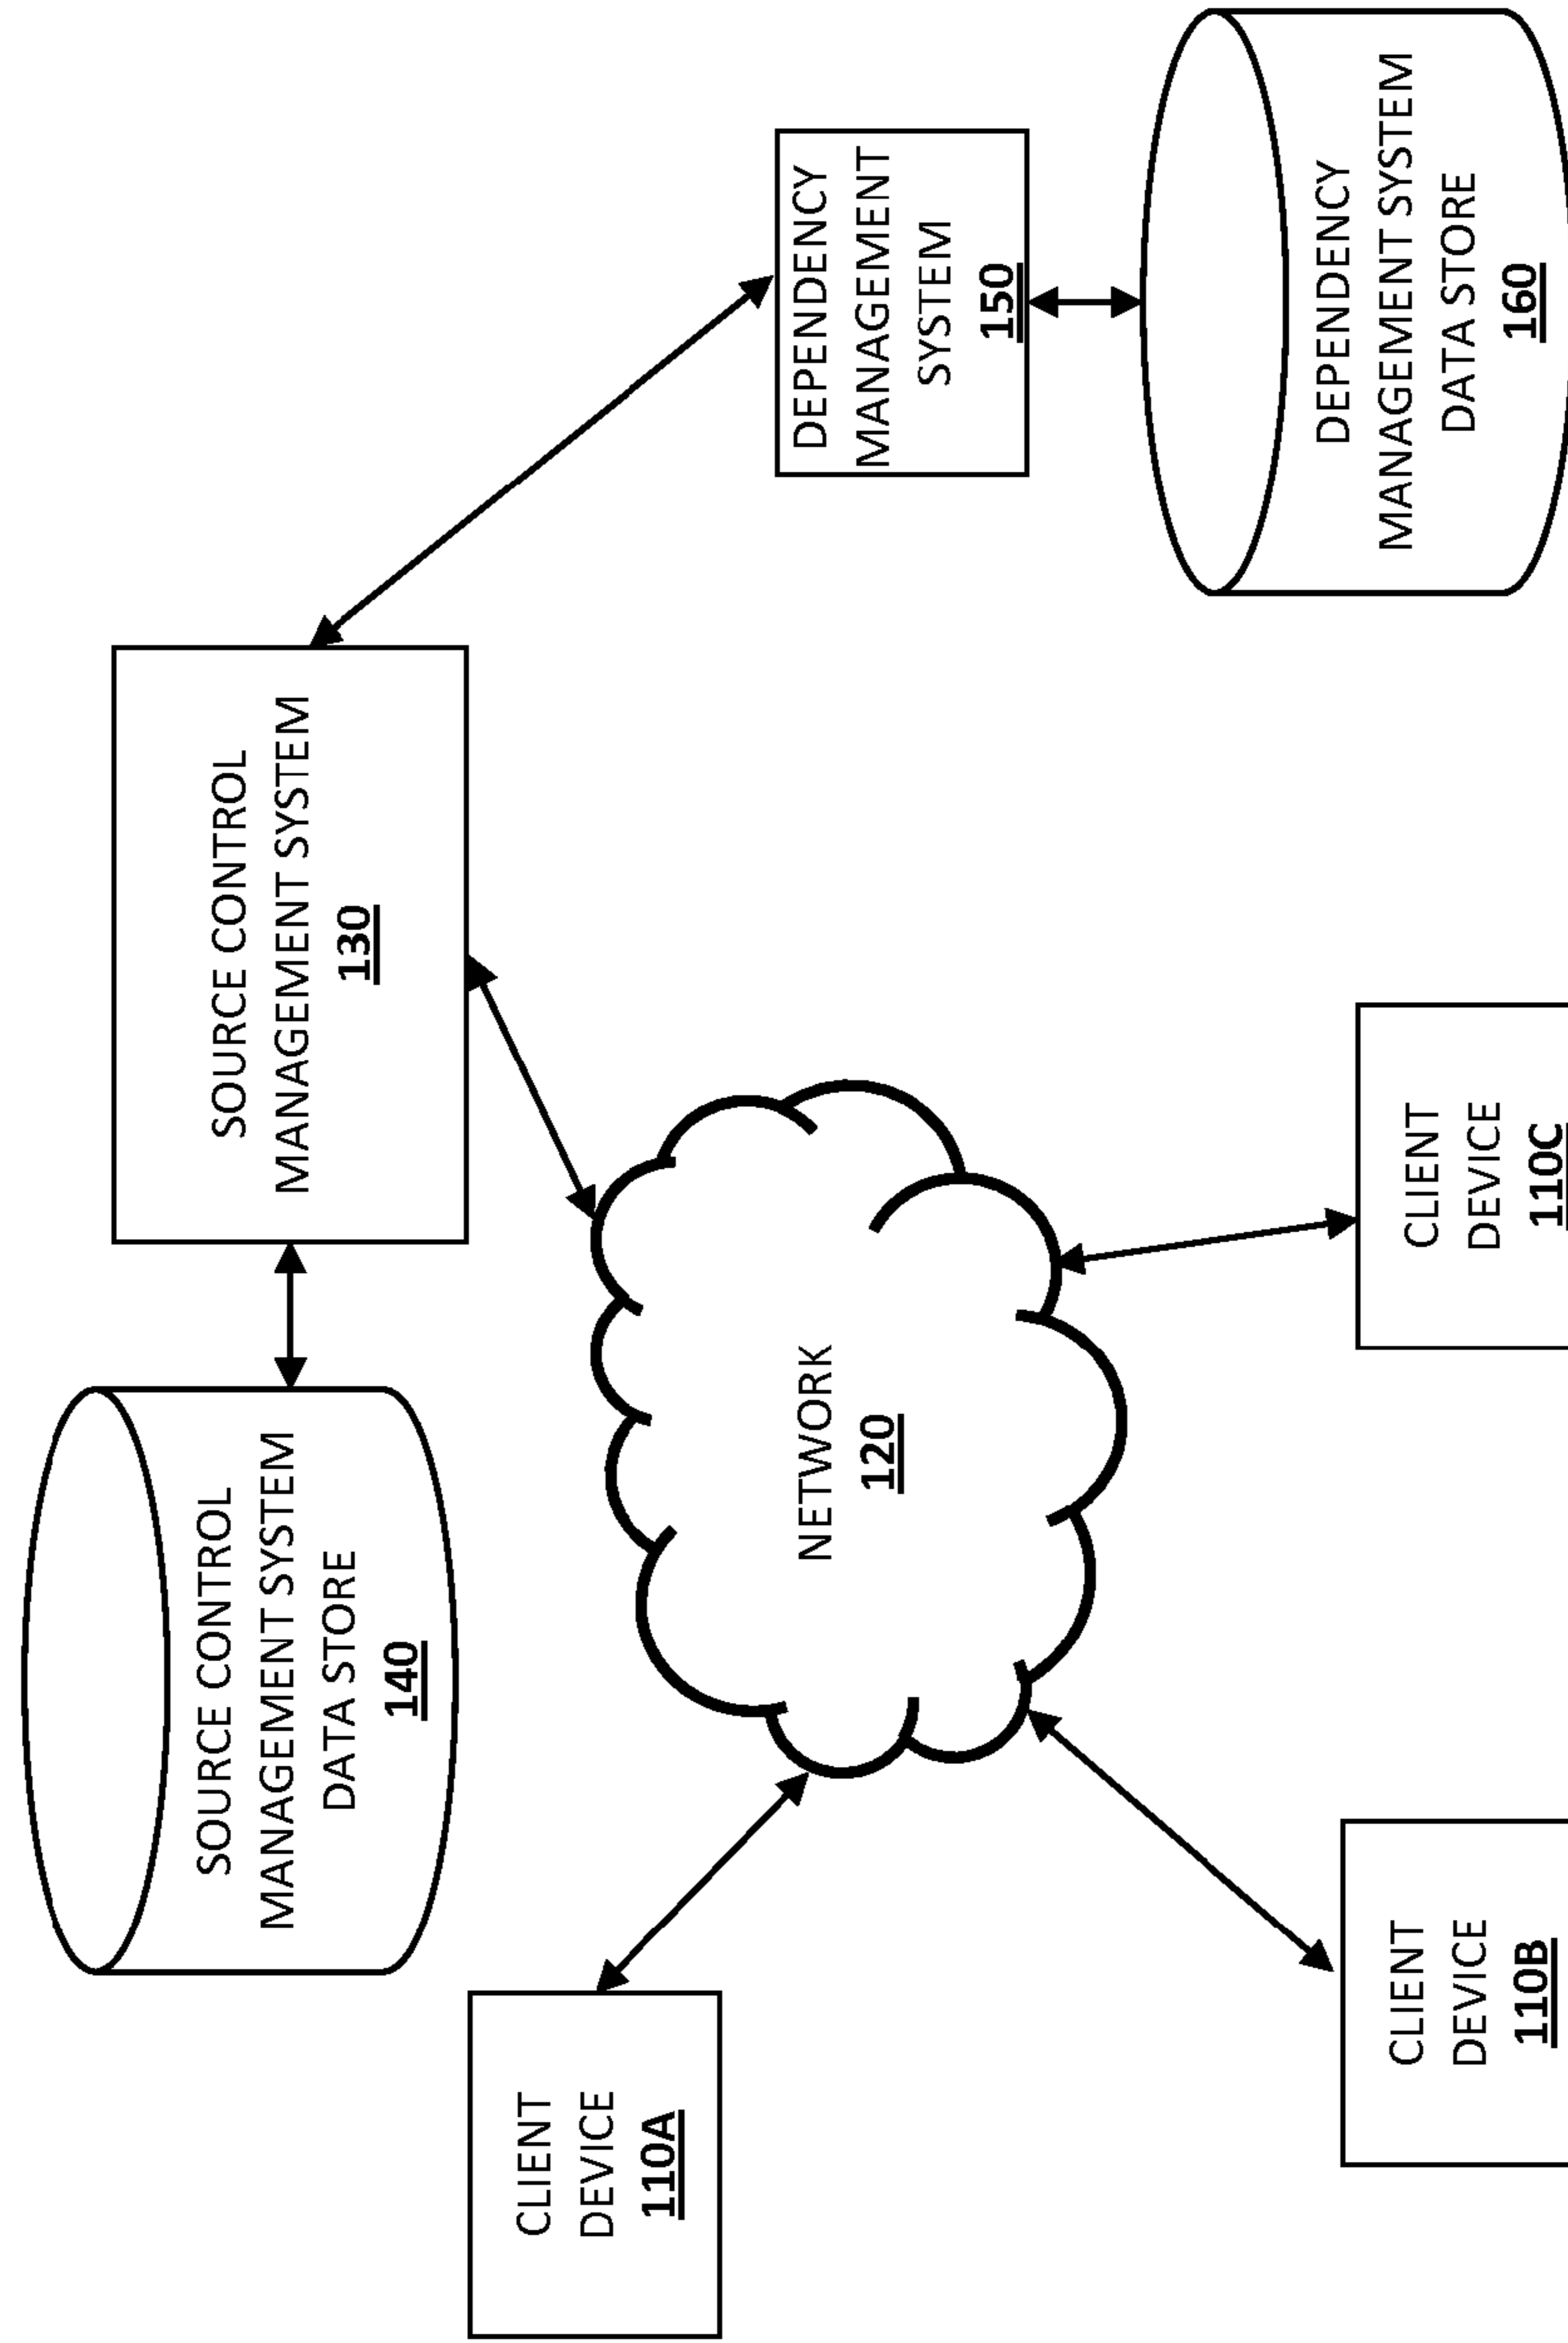 SOURCE CONTROL
MANAGEMENT SYSTEM
DATA STORE
140
SOURCE CONTROL
MANAGEMENT SYSTEM
130
CLIENT
DEVICE
110A
NETWORK
120
DEPENDENCY
MANAGEMENT
SYSTEM
150
CLIENT
DEVICE
110B
CLIENT
DEVICE
110C
DEPENDENCY
MANAGEMENT SYSTEM
DATA STORE
160